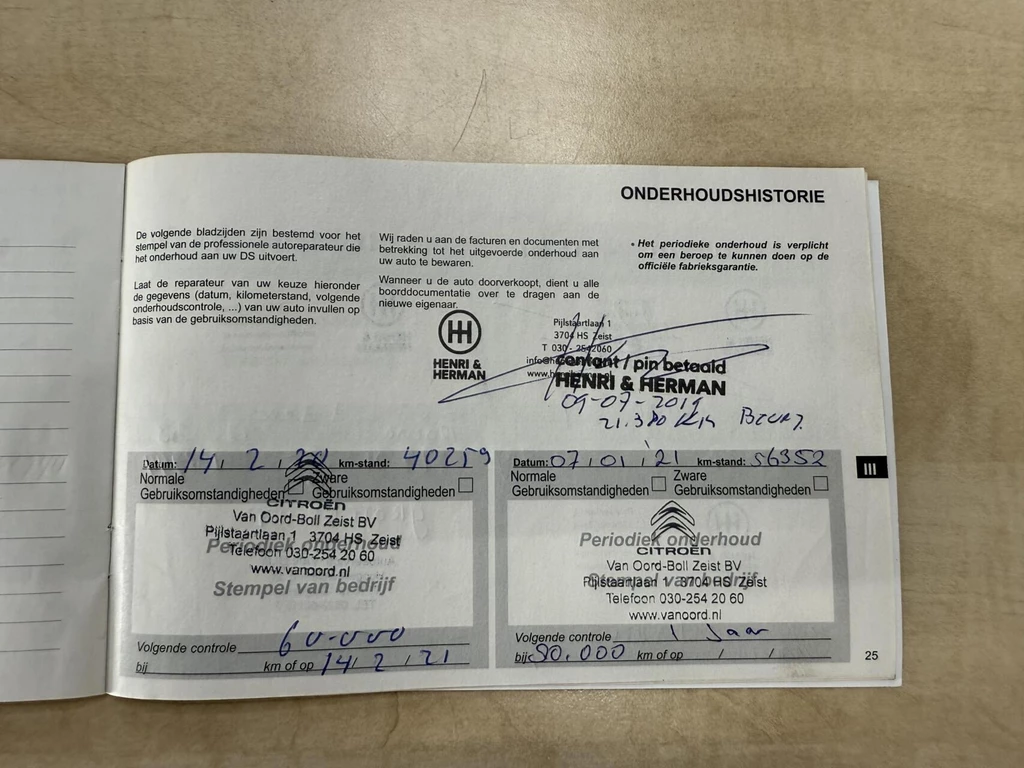 ONDERHOUDSHISTORIE
De volgende bladzijden zijn bestemd voor het
stempel van de professionele autoreparateur die
het onderhoud aan uw DS uitvoert.
Laat de reparateur van uw keuze hieronder
de gegevens (datum, kilometerstand, volgende
onderhoudscontrole, ...) van uw auto invullen op
basis van de gebruiksomstandigheden.
Wij raden u aan de facturen en documenten met
betrekking tot het uitgevoerde onderhoud aan
uw auto te bewaren.
Wanneer u de auto doorverkoopt, dient u alle
boorddocumentatie over te dragen aan de
nieuwe eigenaar.
• Het periodieke onderhoud is verplicht
om een beroep te kunnen doen op de
officiële fabrieksgarantie.
HENRI &
HERMAN
Pijlstaartlaan 1
3704 HS Zeist
T 030-2542060
contant / pin betaald
HENRI & HERMAN
09-07-2019
21.380 KM
Datum: 14, 2, 20 km-stand: 40259
Normale Gebruiksomstandigheden
Zware Gebruiksomstandigheden
CITROËN
Van Oord-Boll Zeist BV
Pijlstaartlaan 1 3704 HS Zeist
Periodiek onderhoud
Telefoon 030-254 20 60
www.vanoord.nl
Stempel van bedrijf
Volgende controle 60.000
bij km of op 14/2/21
Datum: 07/01/21 km-stand: 56352
Normale Gebruiksomstandigheden
Zware Gebruiksomstandigheden
Periodiek onderhoud
CITROËN
Van Oord-Boll Zeist BV
Stempel van bedrijf
Pijlstaartlaan 1 3704 HS Zeist
Telefoon 030-254 20 60
www.vanoord.nl
Volgende controle 1 Jaar
bij km of op / /
III
25